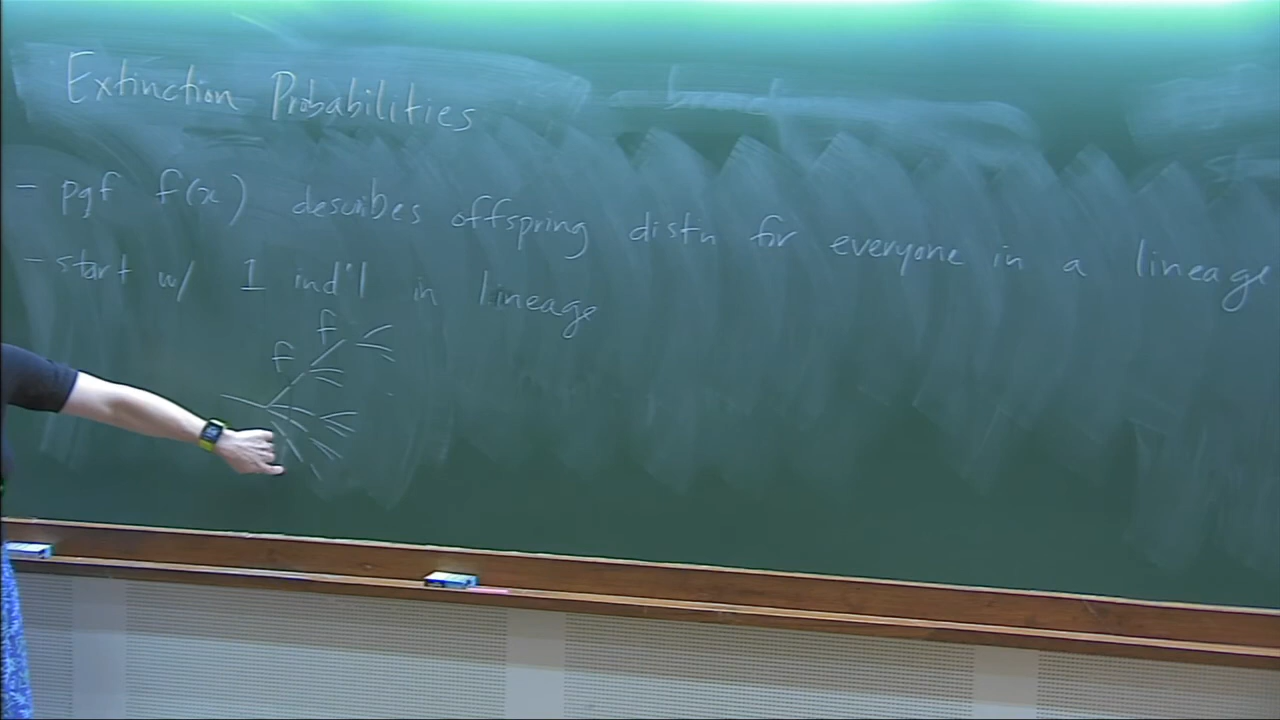 Extinction Probabilities
- pgf f(x) describes offspring distn for everyone in a lineage
- start w/ 1 ind'l in lineage
f
f